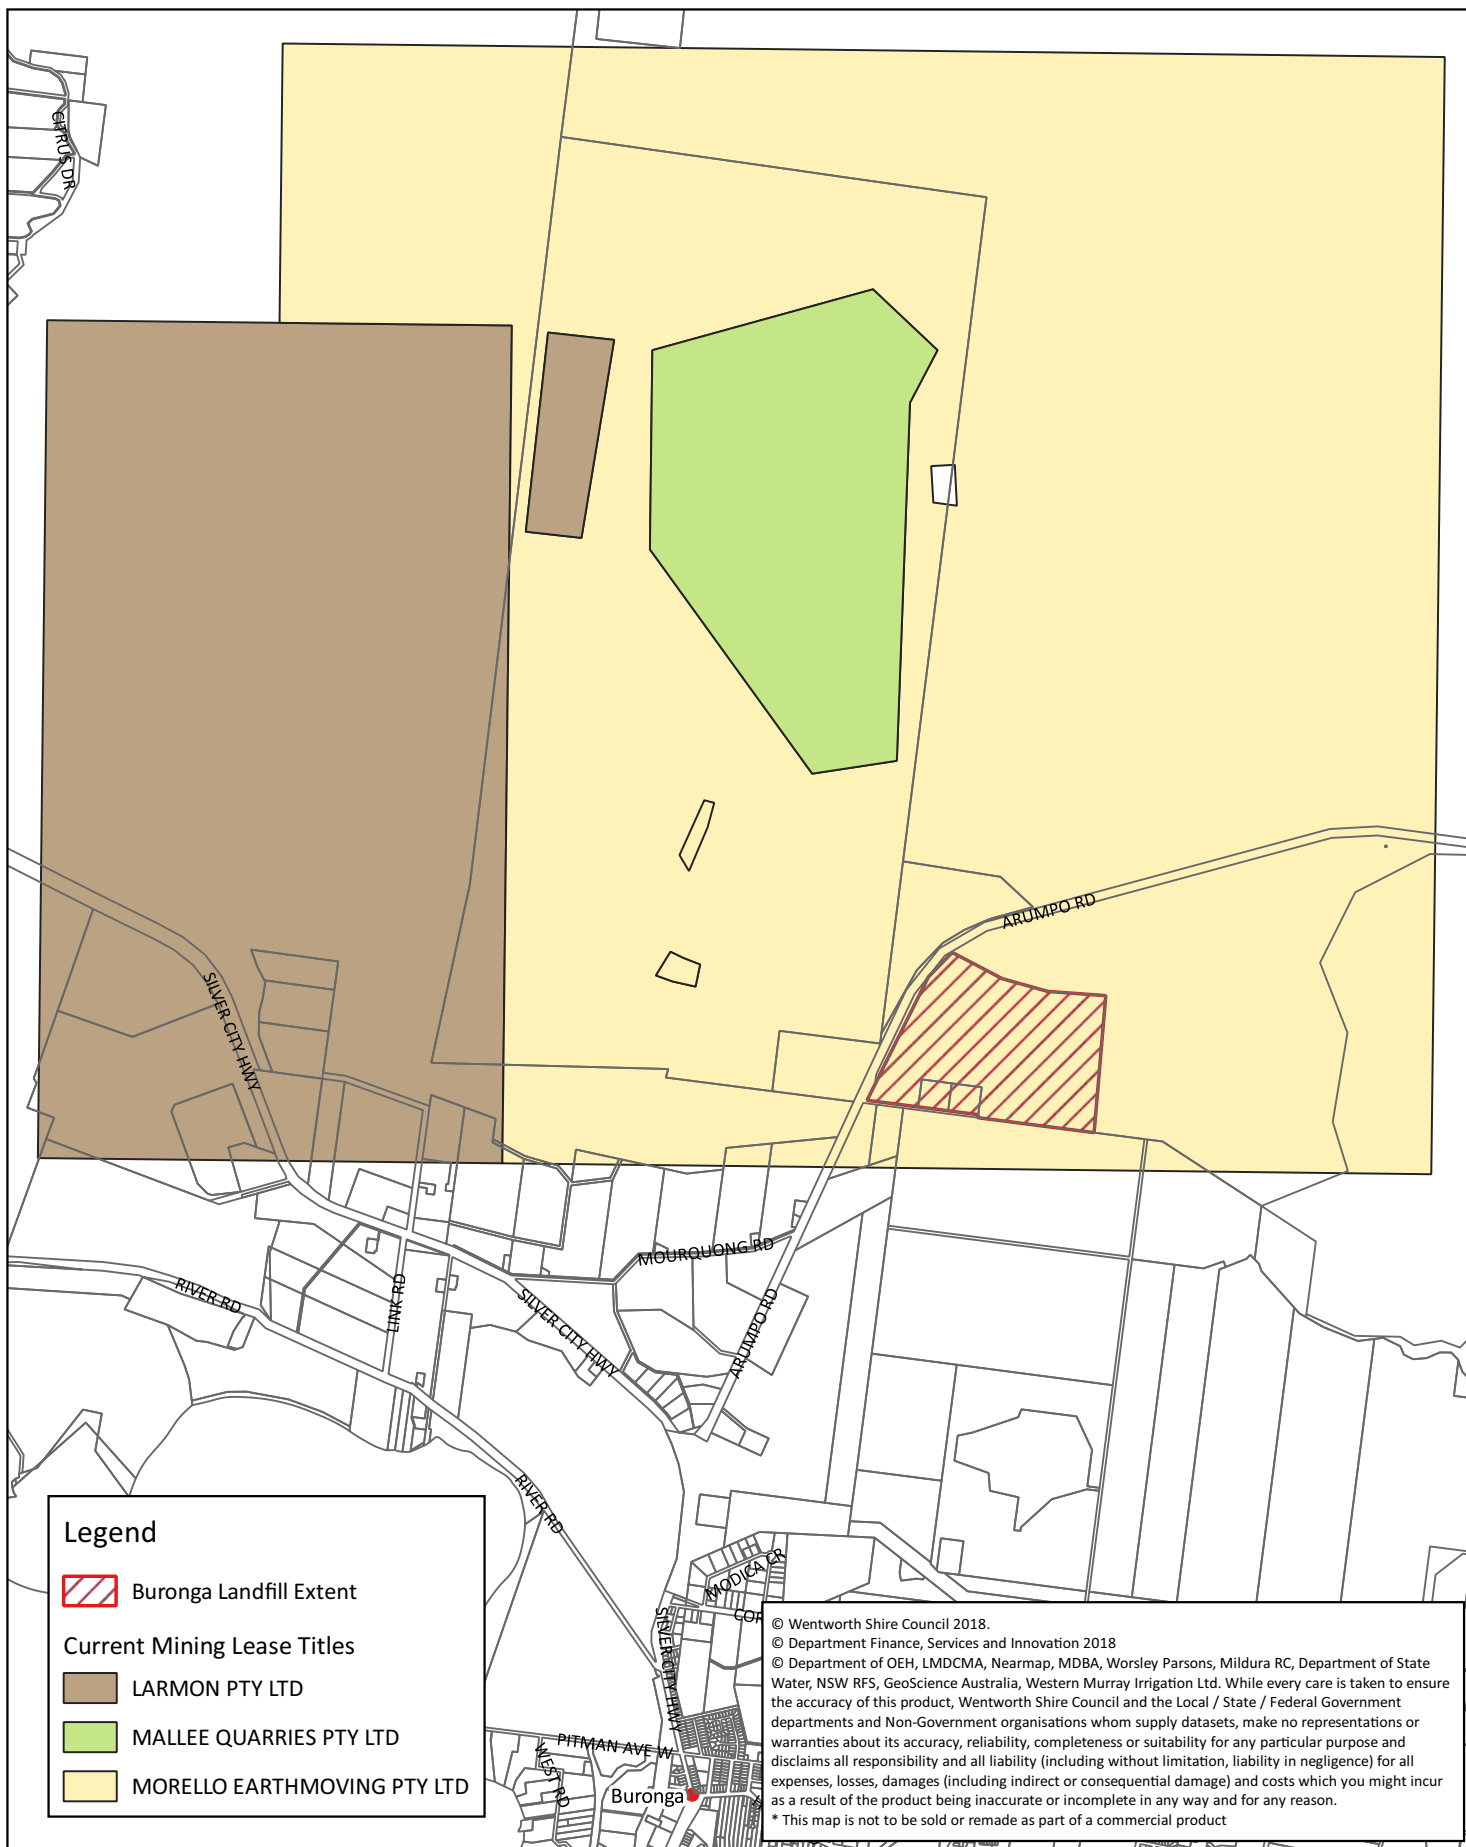 CITRUS DR
ARUMPO RD
SILVER CITY HWY
MOURQUONG RD
RIVER RD
LINK RD
SILVER CITY HWY
ARUMPO RD
RIVER RD
MODICA CR
COR
SILVER CITY HWY
PITMAN AVE W
WEST RD
Buronga
Legend
Buronga Landfill Extent
Current Mining Lease Titles
LARMON PTY LTD
MALLEE QUARRIES PTY LTD
MORELLO EARTHMOVING PTY LTD
© Wentworth Shire Council 2018.
© Department Finance, Services and Innovation 2018
© Department of OEH, LMDCMA, Nearmap, MDBA, Worsley Parsons, Mildura RC, Department of State
Water, NSW RFS, GeoScience Australia, Western Murray Irrigation Ltd. While every care is taken to ensure
the accuracy of this product, Wentworth Shire Council and the Local / State / Federal Government
departments and Non-Government organisations whom supply datasets, make no representations or
warranties about its accuracy, reliability, completeness or suitability for any particular purpose and
disclaims all responsibility and all liability (including without limitation, liability in negligence) for all
expenses, losses, damages (including indirect or consequential damage) and costs which you might incur
as a result of the product being inaccurate or incomplete in any way and for any reason.
* This map is not to be sold or remade as part of a commercial product